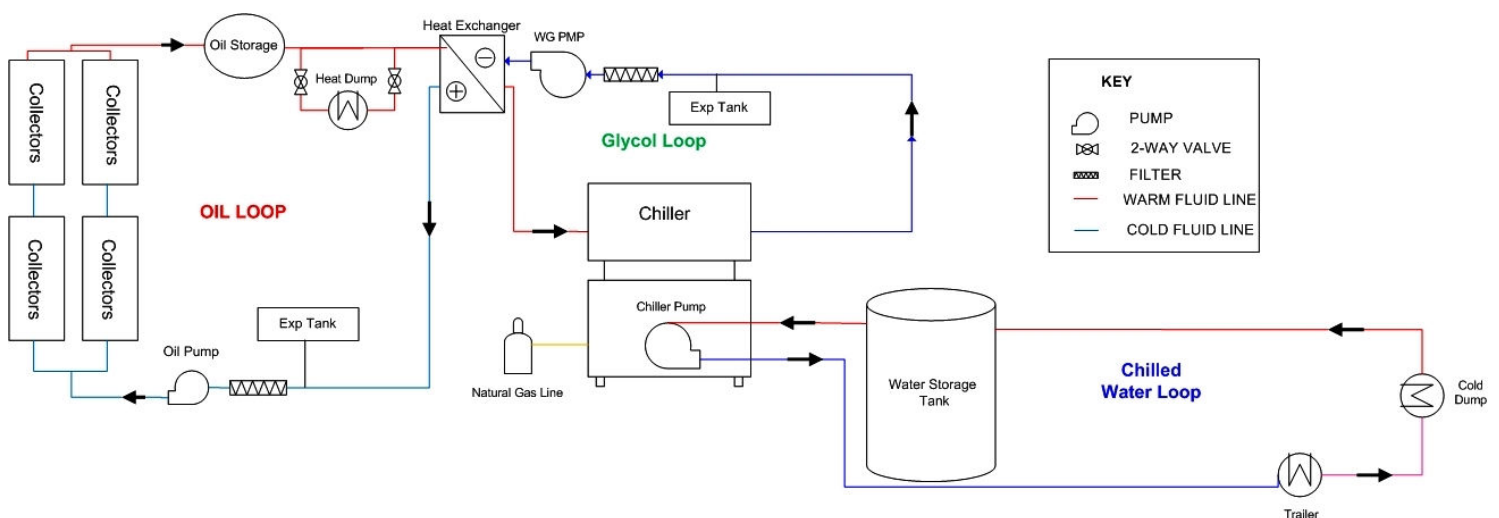 Heat Exchanger
WG PMP
Oil Storage
Heat Dump
Exp Tank
Glycol Loop
KEY
PUMP
2-WAY VALVE
FILTER
WARM FLUID LINE
COLD FLUID LINE
Collectors
Collectors
Collectors
Collectors
OIL LOOP
Chiller
Exp Tank
Oil Pump
Chiller Pump
Natural Gas Line
Water Storage
Tank
Chilled
Water Loop
Cold
Dump
Trailer